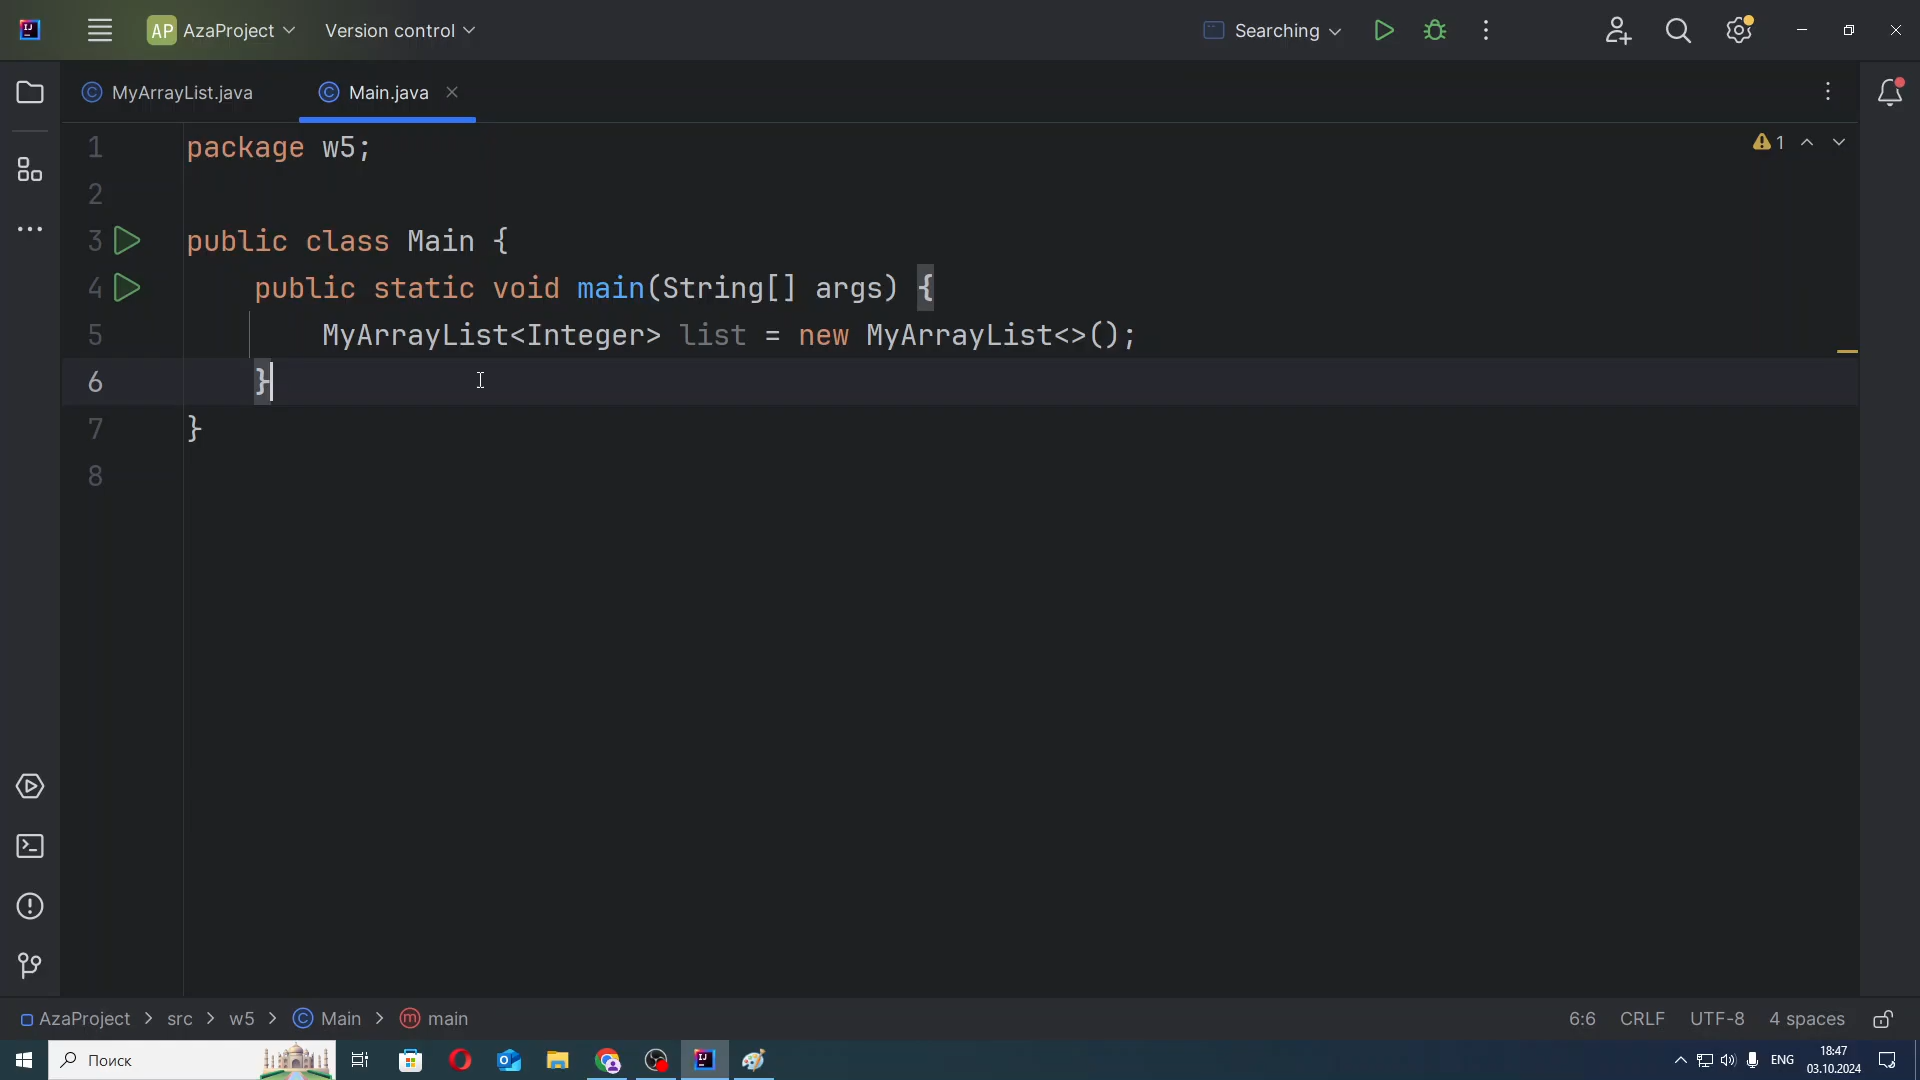 AP AzaProject Version control Searching
MyArrayList.java Main.java
1 package w5; 1
2
3 public class Main {
4 public static void main(String[] args) {
5 MyArrayList<Integer> list = new MyArrayList<>();
6 }
7 }
8
AzaProject > src > w5 > Main > main 6:6 CRLF UTF-8 4 spaces
Поиск ENG 18:47
03.10.2024